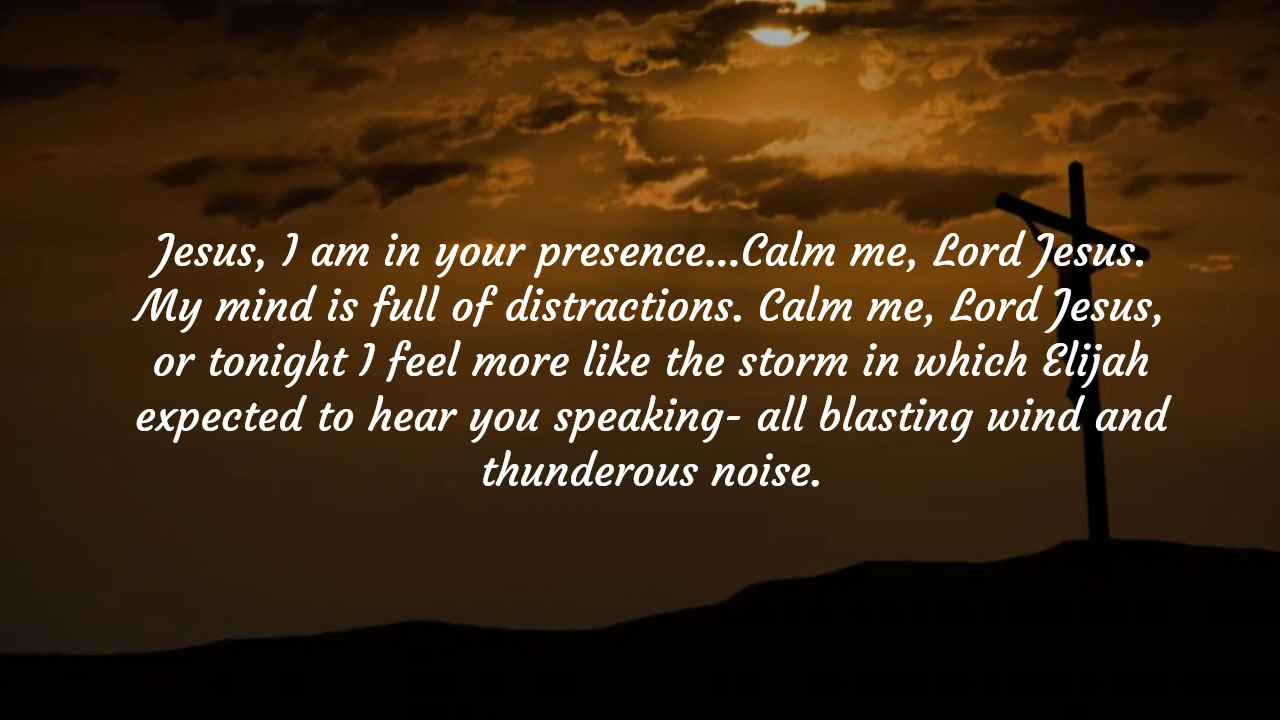 Jesus, I am in your presence...Calm me, Lord Jesus.
My mind is full of distractions. Calm me, Lord Jesus,
or tonight I feel more like the storm in which Elijah
expected to hear you speaking- all blasting wind and
thunderous noise.